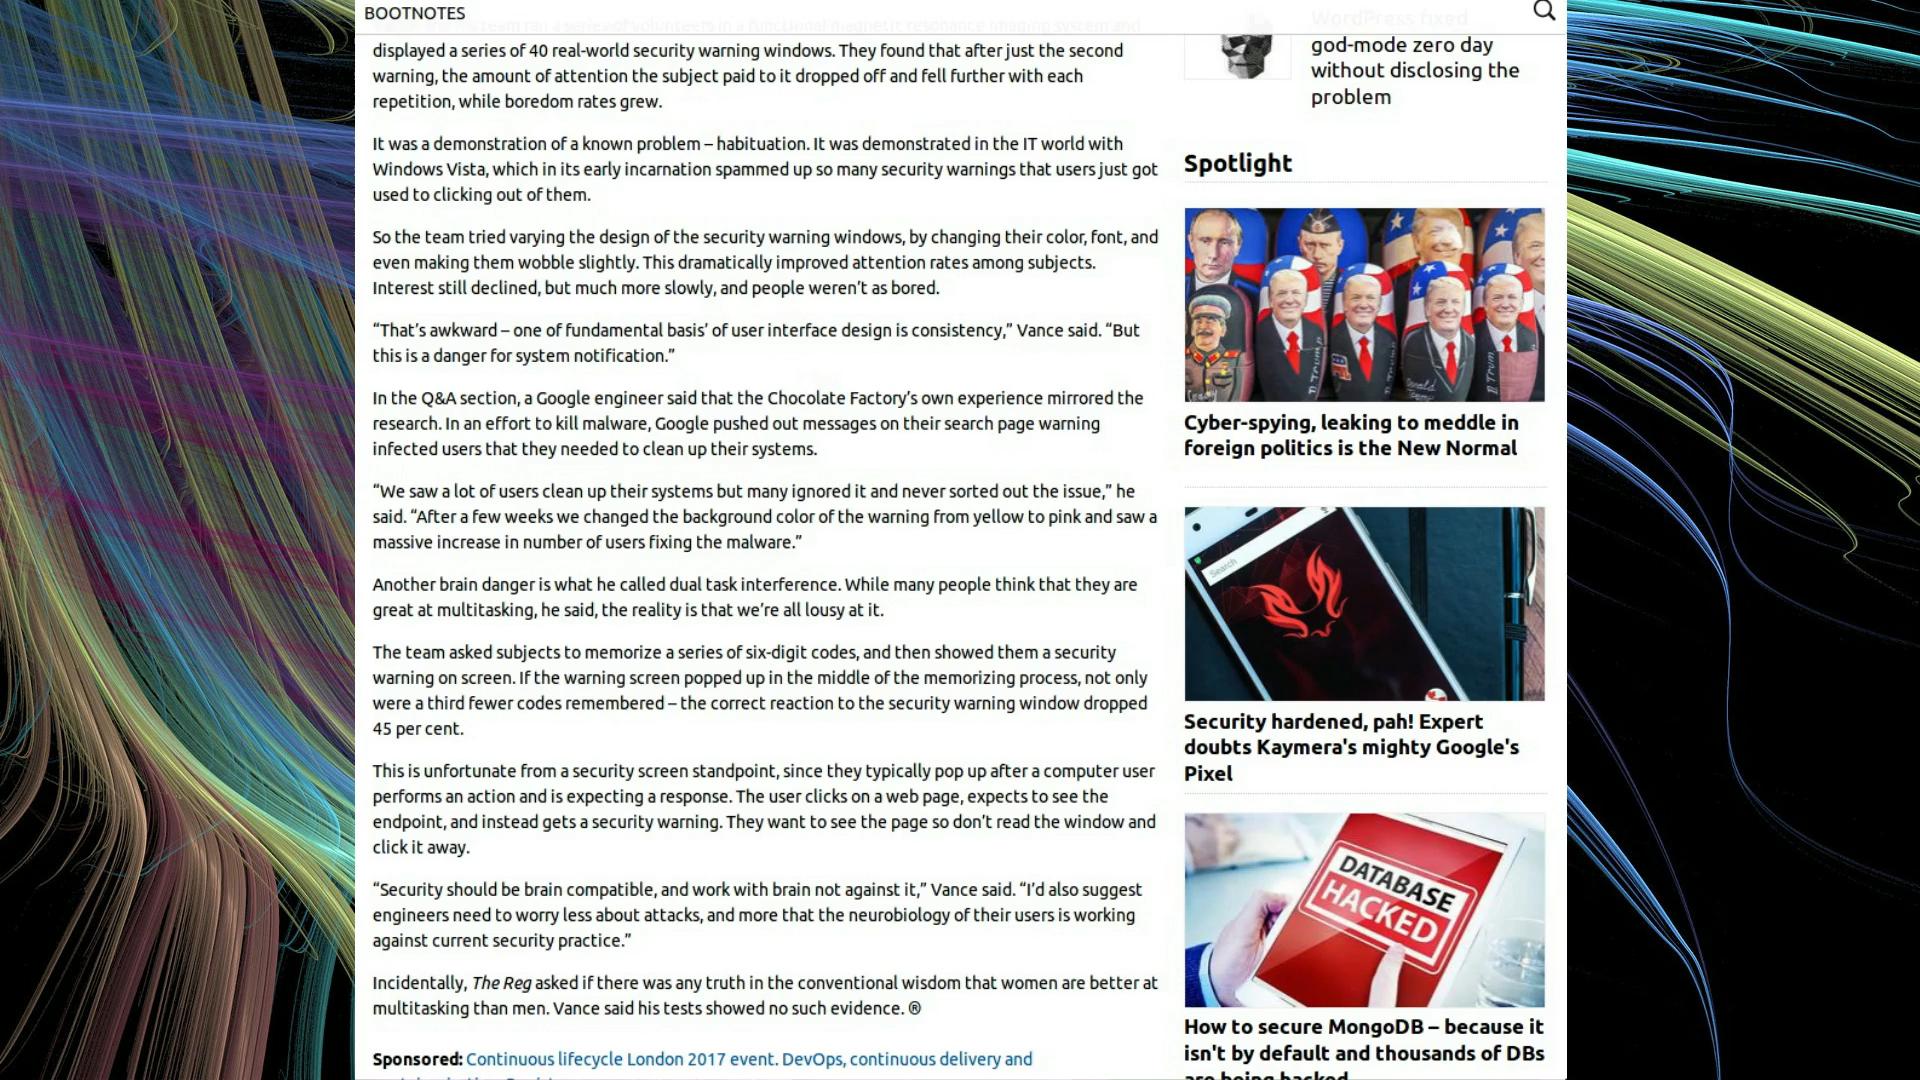 BOOTNOTES
team ran a series of volunteers in a functional magnetic resonance imaging system and
displayed a series of 40 real-world security warning windows. They found that after just the second
warning, the amount of attention the subject paid to it dropped off and fell further with each
repetition, while boredom rates grew.
It was a demonstration of a known problem – habituation. It was demonstrated in the IT world with
Windows Vista, which in its early incarnation spammed up so many security warnings that users just got
used to clicking out of them.
So the team tried varying the design of the security warning windows, by changing their color, font, and
even making them wobble slightly. This dramatically improved attention rates among subjects.
Interest still declined, but much more slowly, and people weren’t as bored.
“That’s awkward – one of fundamental basis’ of user interface design is consistency,” Vance said. “But
this is a danger for system notification.”
In the Q&A section, a Google engineer said that the Chocolate Factory’s own experience mirrored the
research. In an effort to kill malware, Google pushed out messages on their search page warning
infected users that they needed to clean up their systems.
“We saw a lot of users clean up their systems but many ignored it and never sorted out the issue,” he
said. “After a few weeks we changed the background color of the warning from yellow to pink and saw a
massive increase in number of users fixing the malware.”
Another brain danger is what he called dual task interference. While many people think that they are
great at multitasking, he said, the reality is that we’re all lousy at it.
The team asked subjects to memorize a series of six-digit codes, and then showed them a security
warning on screen. If the warning screen popped up in the middle of the memorizing process, not only
were a third fewer codes remembered – the correct reaction to the security warning window dropped
45 per cent.
This is unfortunate from a security screen standpoint, since they typically pop up after a computer user
performs an action and is expecting a response. The user clicks on a web page, expects to see the
endpoint, and instead gets a security warning. They want to see the page so don’t read the window and
click it away.
“Security should be brain compatible, and work with brain not against it,” Vance said. “I’d also suggest
engineers need to worry less about attacks, and more that the neurobiology of their users is working
against current security practice.”
Incidentally, The Reg asked if there was any truth in the conventional wisdom that women are better at
multitasking than men. Vance said his tests showed no such evidence. ®
Sponsored: Continuous lifecycle London 2017 event. DevOps, continuous delivery and
WordPress fixed
god-mode zero day
without disclosing the
problem
Spotlight
Cyber-spying, leaking to meddle in
foreign politics is the New Normal
Search
Security hardened, pah! Expert
doubts Kaymera's mighty Google's
Pixel
DATABASE
HACKED
How to secure MongoDB – because it
isn't by default and thousands of DBs
are being hacked